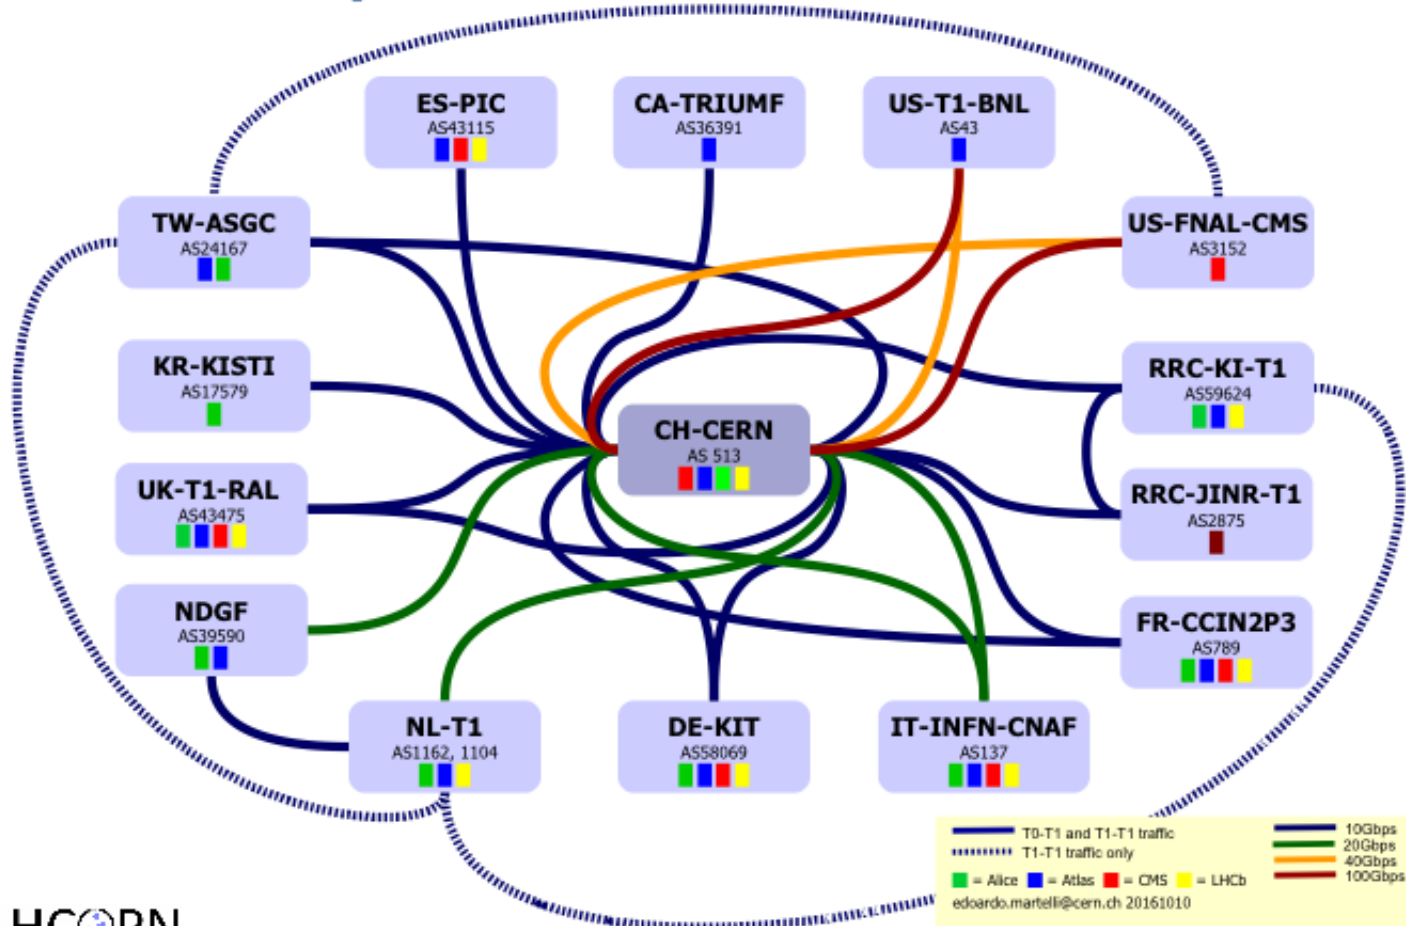 ES-PIC
AS43115
CA-TRIUMF
AS36391
US-T1-BNL
AS43
TW-ASGC
AS24167
US-FNAL-CMS
AS3152
KR-KISTI
AS17579
RRC-KI-T1
AS59624
CH-CERN
AS 513
UK-T1-RAL
AS43475
RRC-JINR-T1
AS2875
NDGF
AS39590
FR-CCIN2P3
AS789
NL-T1
AS1162, 1104
DE-KIT
AS58069
IT-INFN-CNAF
AS137
T0-T1 and T1-T1 traffic
T1-T1 traffic only
= Alice = Atlas = CMS = LHCb
edoardo.martelli@cern.ch 20161010
10Gbps
20Gbps
40Gbps
100Gbps